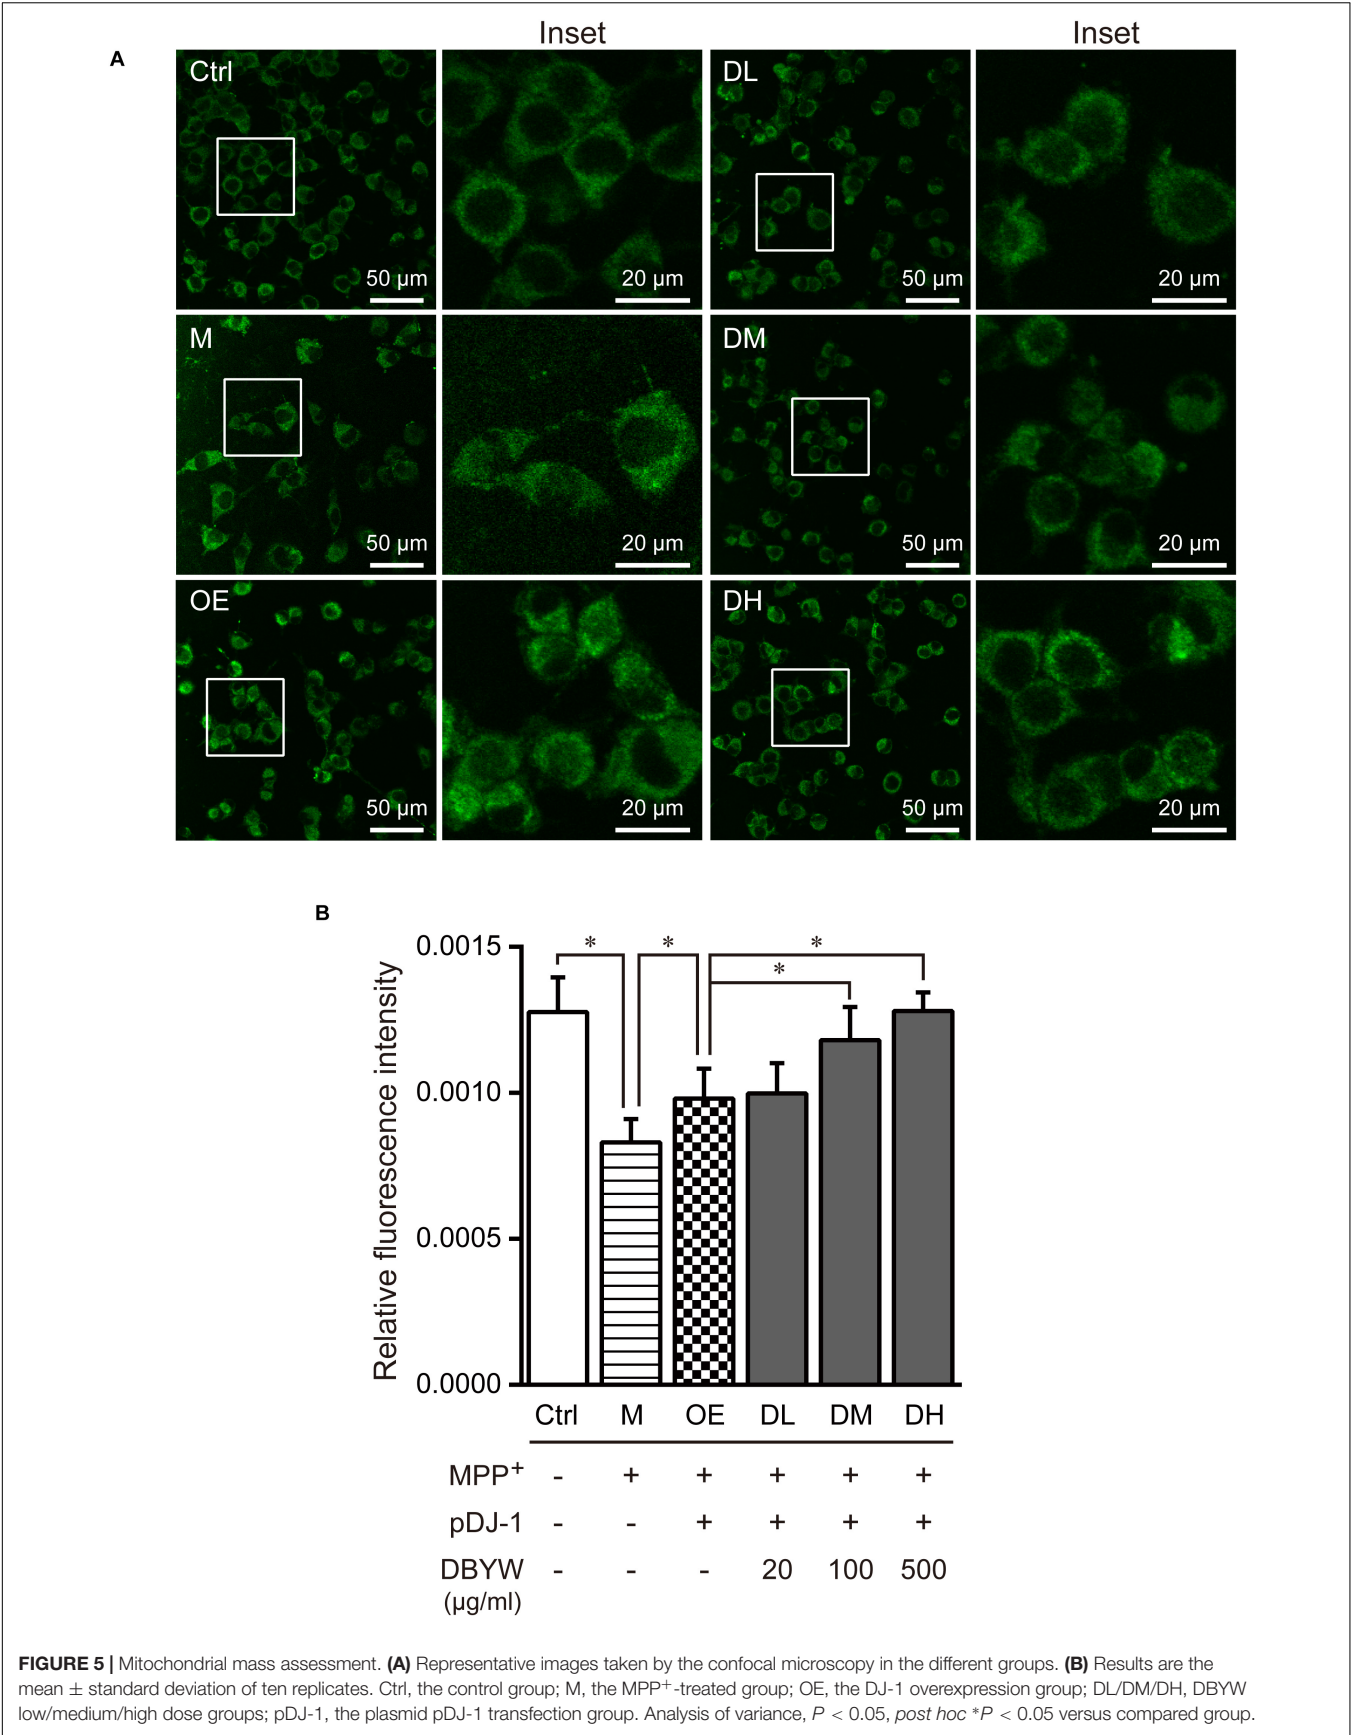 Inset Inset
A
Ctrl 50 µm 20 µm DL 50 µm 20 µm
M 50 µm 20 µm DM 50 µm 20 µm
OE 50 µm 20 µm DH 50 µm 20 µm
B
Relative fluorescence intensity
0.0015
0.0010
0.0005
0.0000
* * * *
Ctrl M OE DL DM DH
MPP+ - + + + + +
pDJ-1 - - + + + +
DBYW - - - 20 100 500
(µg/ml)
FIGURE 5 | Mitochondrial mass assessment. (A) Representative images taken by the confocal microscopy in the different groups. (B) Results are the
mean ± standard deviation of ten replicates. Ctrl, the control group; M, the MPP+-treated group; OE, the DJ-1 overexpression group; DL/DM/DH, DBYW
low/medium/high dose groups; pDJ-1, the plasmid pDJ-1 transfection group. Analysis of variance, P < 0.05, post hoc *P < 0.05 versus compared group.